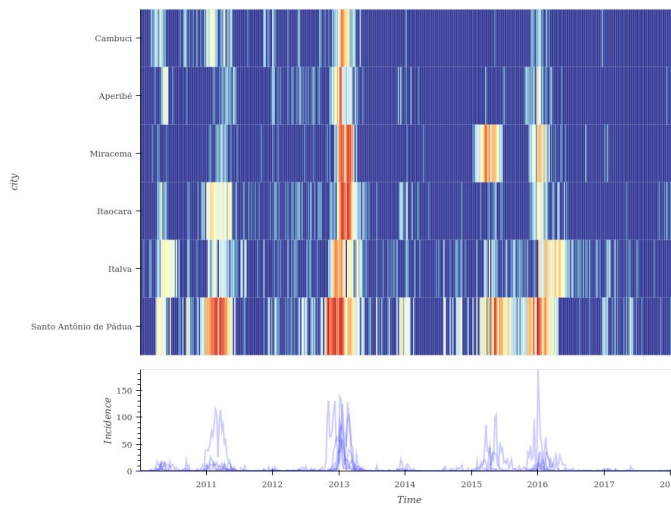 Cambuci
Aperibé
Miracema
city
Itaocara
Italva
Santo Antônio de Pádua
150
100
Incidence
50
0
2011 2012 2013 2014 2015 2016 2017 20
Time